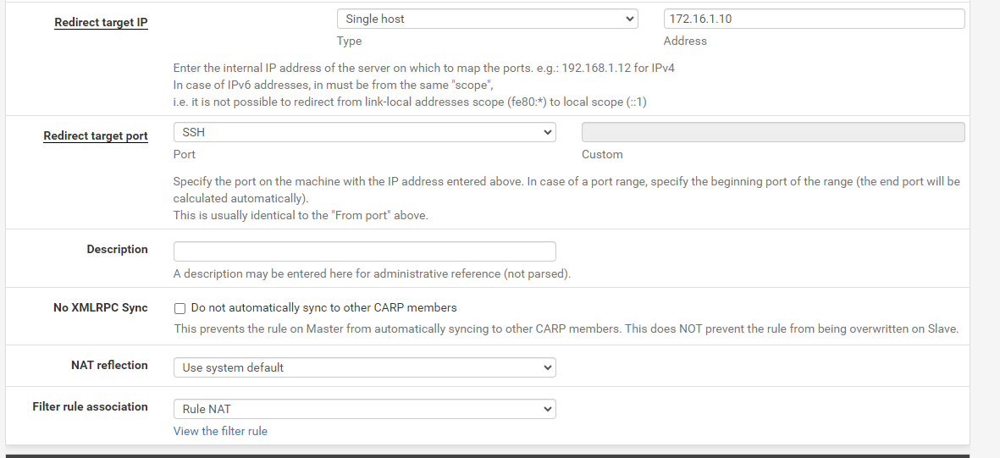 Redirect target IP
Single host
172.16.1.10
Type
Address
Enter the internal IP address of the server on which to map the ports. e.g.: 192.168.1.12 for IPv4
In case of IPv6 addresses, in must be from the same "scope",
i.e. it is not possible to redirect from link-local addresses scope (fe80:*) to local scope (::1)
Redirect target port
SSH
Port
Custom
Specify the port on the machine with the IP address entered above. In case of a port range, specify the beginning port of the range (the end port will be
calculated automatically).
This is usually identical to the "From port" above.
Description
A description may be entered here for administrative reference (not parsed).
No XMLRPC Sync
Do not automatically sync to other CARP members
This prevents the rule on Master from automatically syncing to other CARP members. This does NOT prevent the rule from being overwritten on Slave.
NAT reflection
Use system default
Filter rule association
Rule NAT
View the filter rule